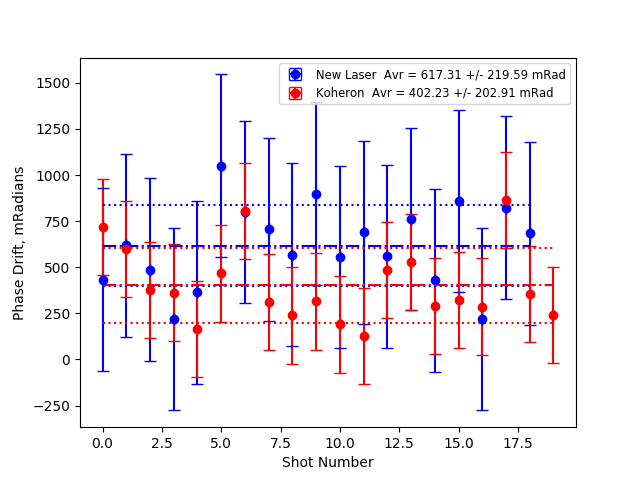 New Laser  Avr = 617.31 +/- 219.59 mRad
Koheron  Avr = 402.23 +/- 202.91 mRad
Phase Drift, mRadians
1500
1250
1000
750
500
250
0
−250
0.0 2.5 5.0 7.5 10.0 12.5 15.0 17.5
Shot Number